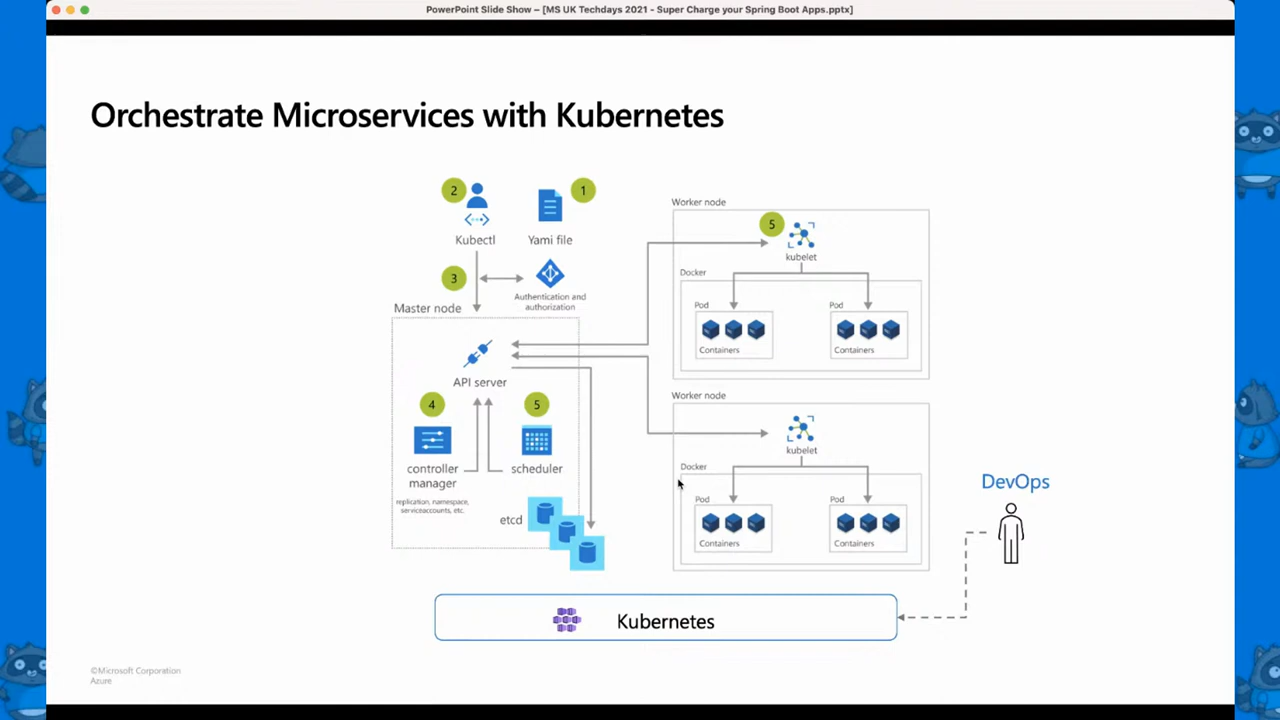 PowerPoint Slide Show – [MS UK Techdays 2021 - Super Charge your Spring Boot Apps.pptx]
Orchestrate Microservices with Kubernetes
2
1
Kubectl
Yami file
3
Authentication and
authorization
Master node
API server
4
5
controller
manager
scheduler
replication, namespace,
serviceaccounts, etc.
etcd
Worker node
5
kubelet
Docker
Pod
Pod
Containers
Containers
Worker node
kubelet
Docker
Pod
Pod
Containers
Containers
DevOps
Kubernetes
©Microsoft Corporation
Azure